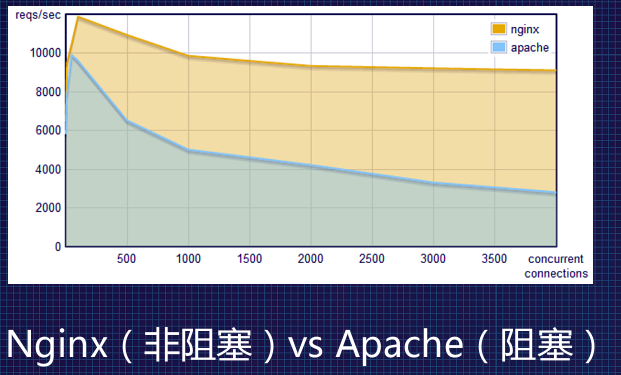 reqs/sec
nginx
apache
10000
8000
6000
4000
2000
0
500
1000
1500
2000
2500
3000
3500
concurrent
connections
Nginx（非阻塞）vs Apache（阻塞）